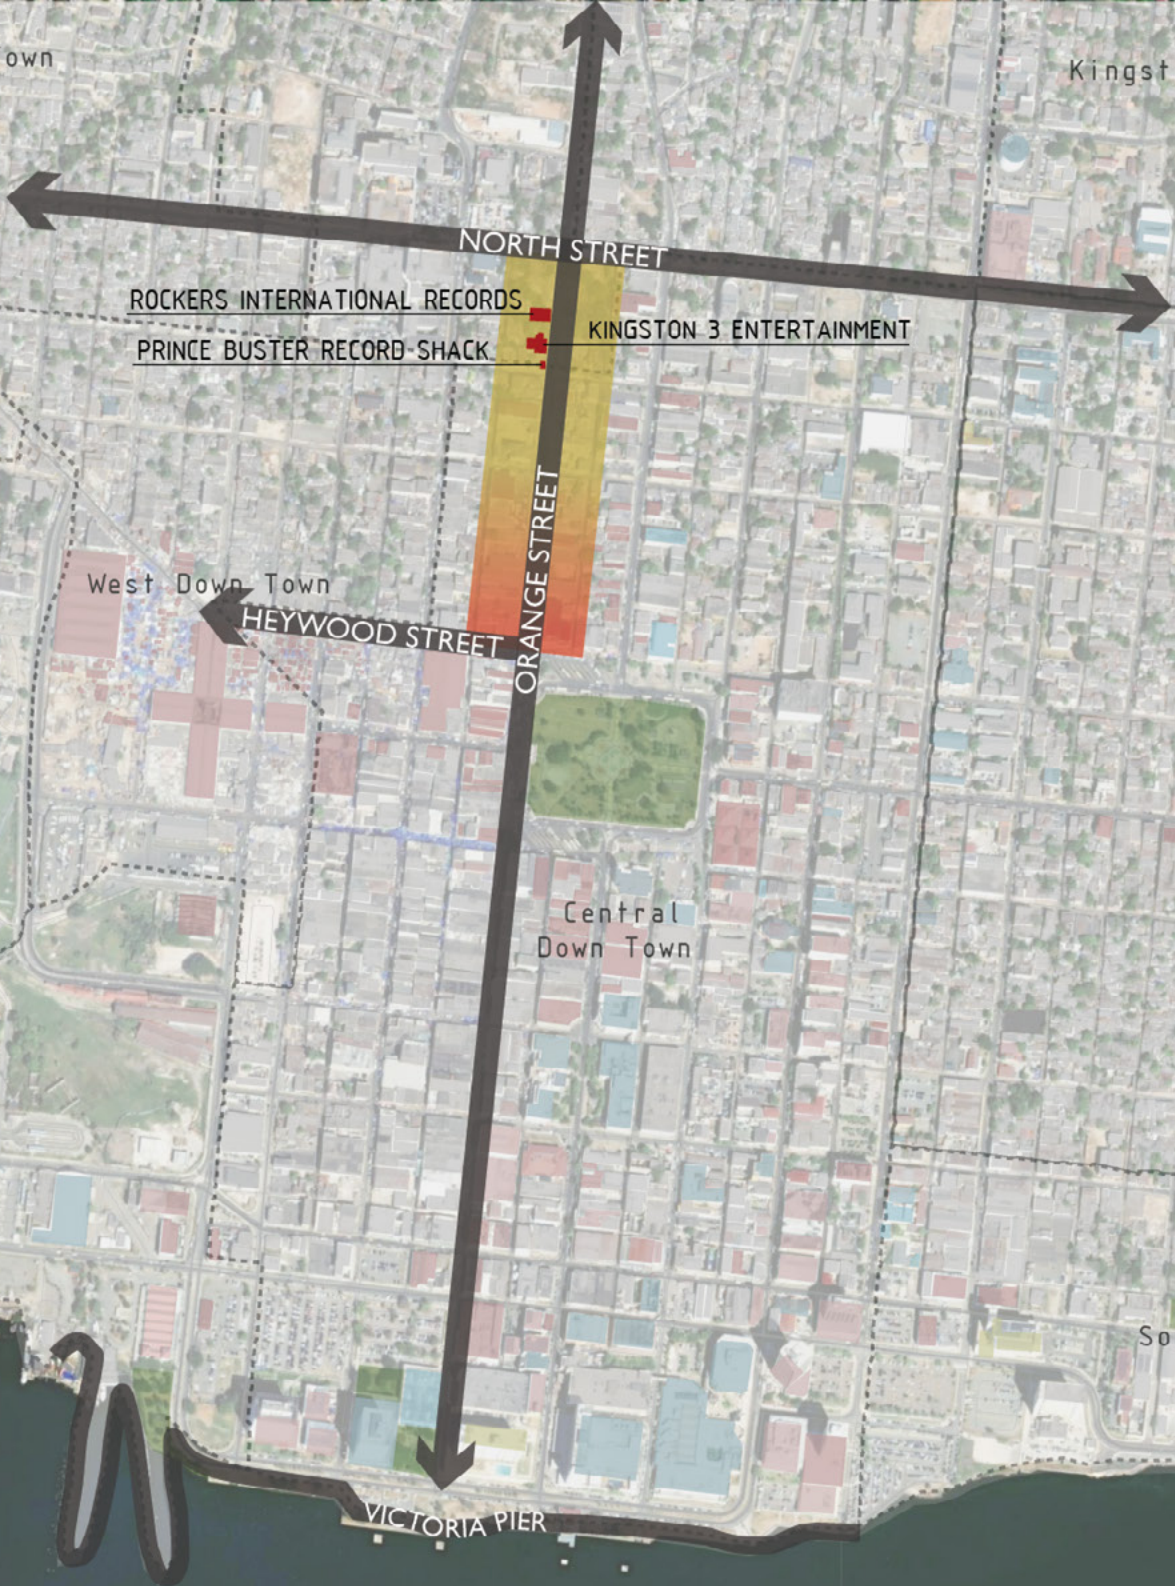 own
Kingst
NORTH STREET
ROCKERS INTERNATIONAL RECORDS
KINGSTON 3 ENTERTAINMENT
PRINCE BUSTER RECORD SHACK
ORANGE STREET
West Down Town
HEYWOOD STREET
Central
Down Town
So
VICTORIA PIER